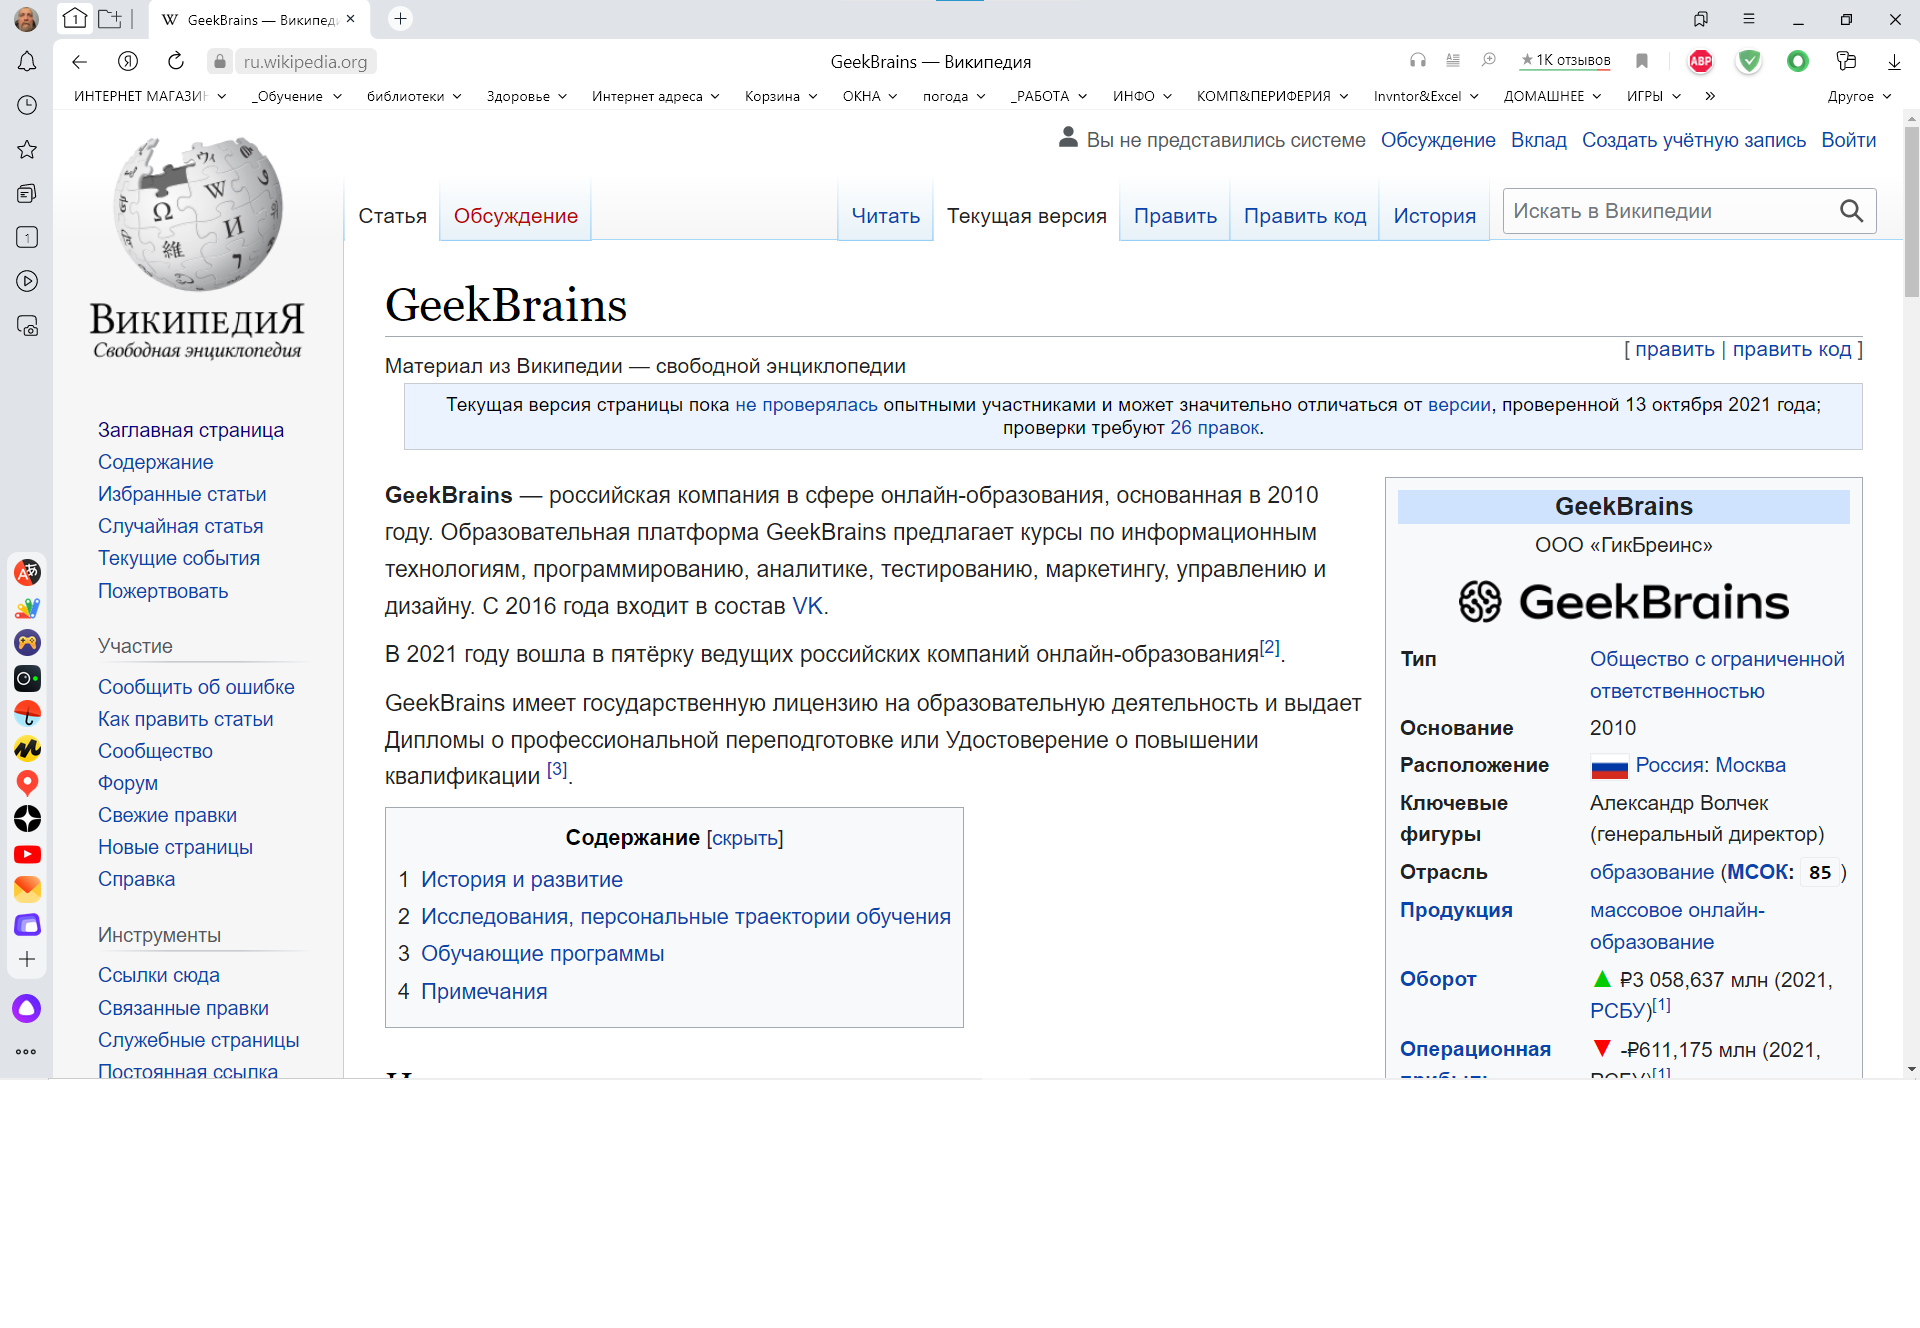 1
GeekBrains — Википеди
ru.wikipedia.org
GeekBrains — Википедия
1К отзывов
ABP
ИНТЕРНЕТ МАГАЗИН
_Обучение
библиотеки
Здоровье
Интернет адреса
Корзина
ОКНА
погода
_РАБОТА
ИНФО
КОМП&ПЕРИФЕРИЯ
Invntor&Excel
ДОМАШНЕЕ
ИГРЫ
»
Другое
Вы не представились системе
Обсуждение
Вклад
Создать учётную запись
Войти
Статья
Обсуждение
Читать
Текущая версия
Править
Править код
История
Искать в Википедии
ВИКИПЕДИЯ
Свободная энциклопедия
Заглавная страница
Содержание
Избранные статьи
Случайная статья
Текущие события
Пожертвовать
Участие
Сообщить об ошибке
Как править статьи
Сообщество
Форум
Свежие правки
Новые страницы
Справка
Инструменты
Ссылки сюда
Связанные правки
Служебные страницы
Постоянная ссылка
GeekBrains
[ править | править код ]
Материал из Википедии — свободной энциклопедии
Текущая версия страницы пока не проверялась опытными участниками и может значительно отличаться от версии, проверенной 13 октября 2021 года;
проверки требуют 26 правок.
GeekBrains — российская компания в сфере онлайн-образования, основанная в 2010
году. Образовательная платформа GeekBrains предлагает курсы по информационным
технологиям, программированию, аналитике, тестированию, маркетингу, управлению и
дизайну. С 2016 года входит в состав VK.
В 2021 году вошла в пятёрку ведущих российских компаний онлайн-образования[2].
GeekBrains имеет государственную лицензию на образовательную деятельность и выдает
Дипломы о профессиональной переподготовке или Удостоверение о повышении
квалификации [3].
Содержание [скрыть]
1 История и развитие
2 Исследования, персональные траектории обучения
3 Обучающие программы
4 Примечания
GeekBrains
ООО «ГикБреинс»
GeekBrains
Тип Общество с ограниченной
ответственностью
Основание 2010
Расположение Россия: Москва
Ключевые Александр Волчек
фигуры (генеральный директор)
Отрасль образование (МСОК: 85 )
Продукция массовое онлайн-
образование
Оборот ▲ ₽3 058,637 млн (2021,
РСБУ)[1]
Операционная ▼ -₽611,175 млн (2021,
прибыль РСБУ)[1]